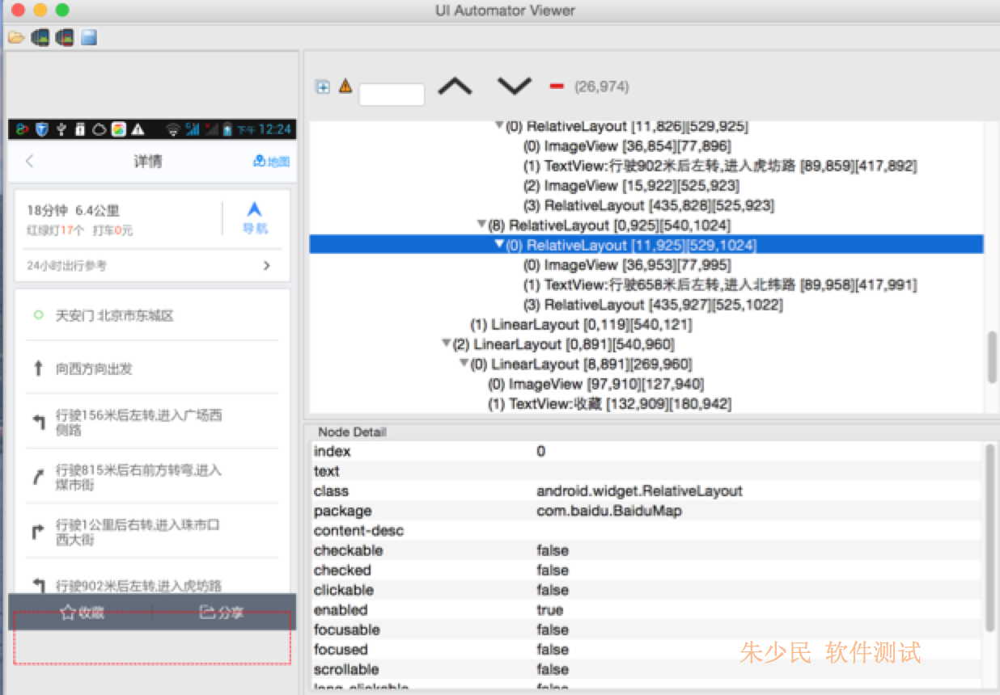 UI Automator Viewer
(26,974)
下午 12:24
详情
地图
18分钟 6.4公里
红绿灯17个 打车0元
导航
24小时出行参考
天安门 北京市东城区
向西方向出发
行驶156米后左转,进入广场西
侧路
行驶815米后右前方转弯,进入
煤市街
行驶1公里后右转,进入珠市口
西大街
行驶902米后左转,进入虎坊路
收藏
分享
(0) RelativeLayout [11,826][529,925]
(0) ImageView [36,854][77,896]
(1) TextView:行驶902米后左转,进入虎坊路 [89,859][417,892]
(2) ImageView [15,922][525,923]
(3) RelativeLayout [435,828][525,923]
(8) RelativeLayout [0,925][540,1024]
(0) RelativeLayout [11,925][529,1024]
(0) ImageView [36,953][77,995]
(1) TextView:行驶658米后左转,进入北纬路 [89,958][417,991]
(3) RelativeLayout [435,927][525,1022]
(1) LinearLayout [0,119][540,121]
(2) LinearLayout [0,891][540,960]
(0) LinearLayout [8,891][269,960]
(0) ImageView [97,910][127,940]
(1) TextView:收藏 [132,909][180,942]
Node Detail
index 0
text
class android.widget.RelativeLayout
package com.baidu.BaiduMap
content-desc
checkable false
checked false
clickable false
enabled true
focusable false
focused false
scrollable false
long-clickable false
朱少民 软件测试